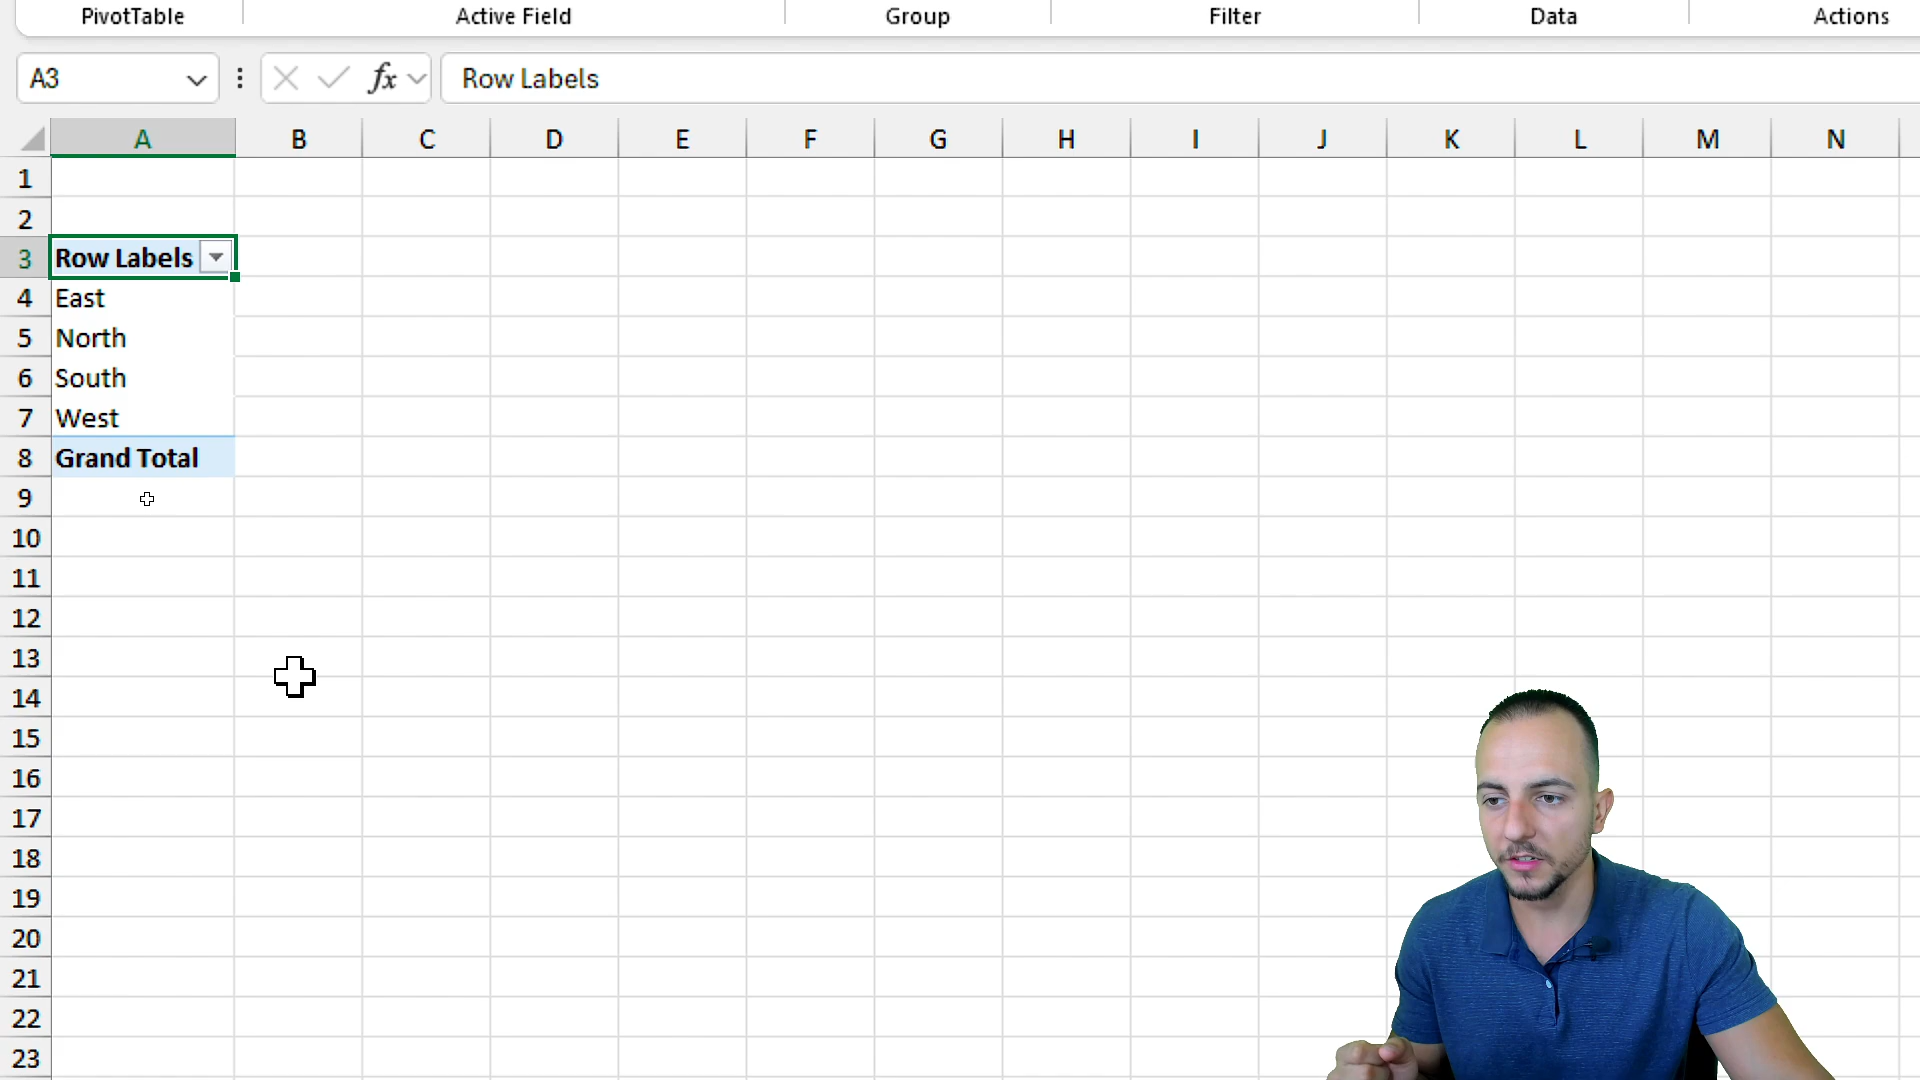 PivotTable Active Field Group Filter Data Actions
A3 fx Row Labels
A B C D E F G H I J K L M N
1
2
3 Row Labels
4 East
5 North
6 South
7 West
8 Grand Total
9
10
11
12
13
14
15
16
17
18
19
20
21
22
23